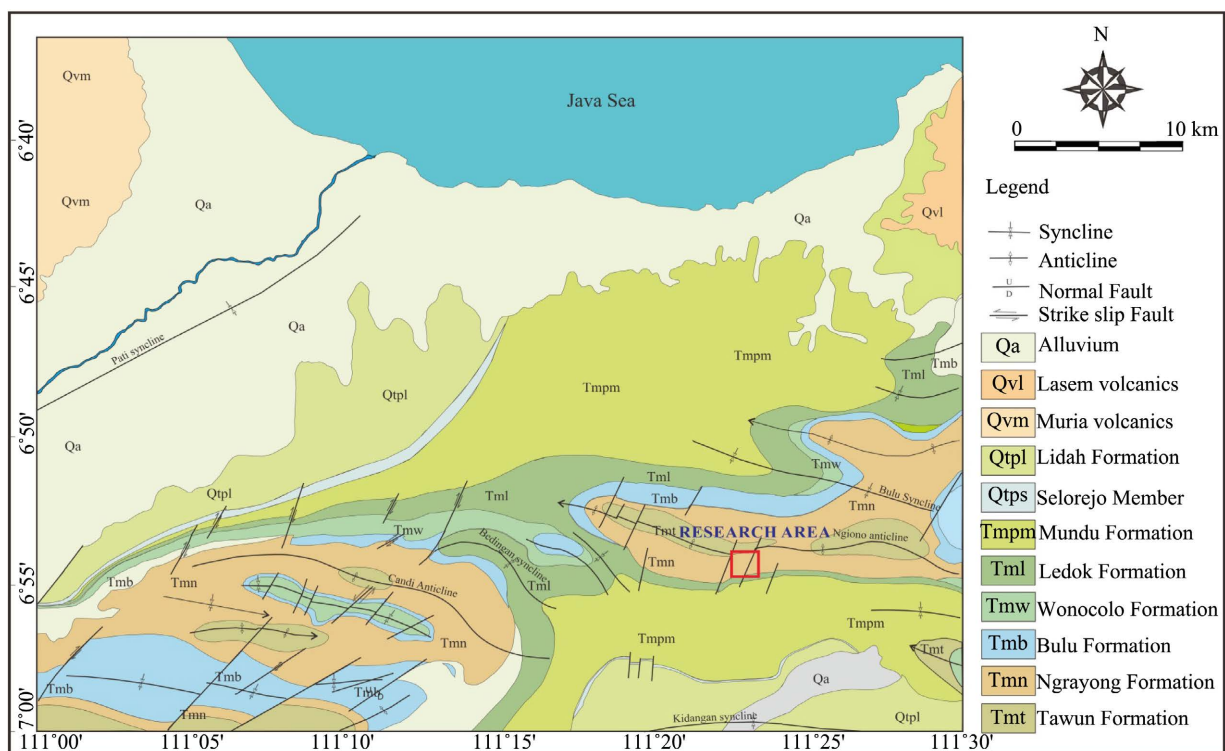 Qvm
Java Sea
Qvm
Qa
Qa
Qvl
Pati syncline
Qa
Tmpm
Tml
Tmb
Qtpl
Tmpm
Qa
Tmw
Tml
Bulu Syncline
Qtpl
Tml
Tmb
Tmn
Tmw
Tmt
RESEARCH AREA
Ngiono anticline
Bedingan syncline
Tmb
Tmn
Candi Anticline
Tml
Tmn
Tmn
Tmpm
Tmpm
Tmt
Tmb
Tmb
Tmb
Qa
Tmn
Kidangan syncline
Qtpl
6°40'
6°45'
6°50'
6°55'
7°00'
111°00'
111°05'
111°10'
111°15'
111°20'
111°25'
111°30'
N
0
10 km
Legend
Syncline
Anticline
U
D
Normal Fault
Strike slip Fault
Qa Alluvium
Qvl Lasem volcanics
Qvm Muria volcanics
Qtpl Lidah Formation
Qtps Selorejo Member
Tmpm Mundu Formation
Tml Ledok Formation
Tmw Wonocolo Formation
Tmb Bulu Formation
Tmn Ngrayong Formation
Tmt Tawun Formation